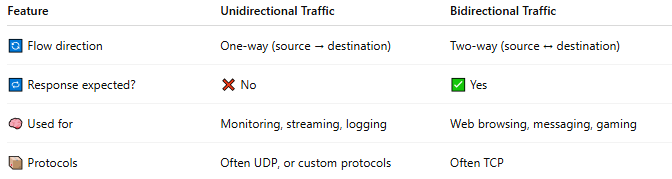 Feature Unidirectional Traffic Bidirectional Traffic
🔄 Flow direction One-way (source → destination) Two-way (source ↔ destination)
🔁 Response expected? ❌ No ✅ Yes
🧠 Used for Monitoring, streaming, logging Web browsing, messaging, gaming
📦 Protocols Often UDP, or custom protocols Often TCP